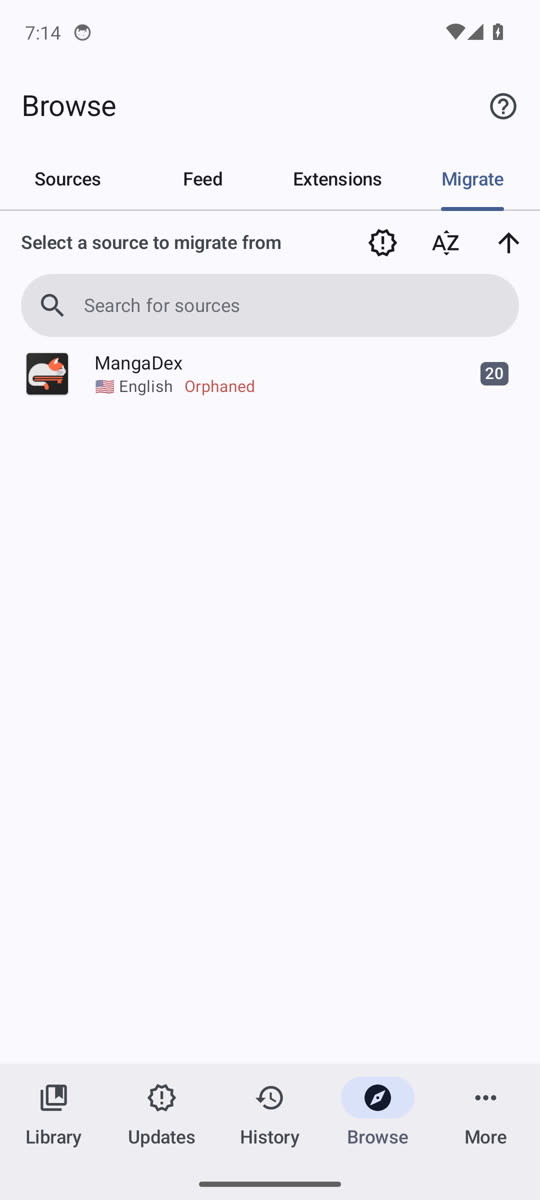 7:14
Browse
Sources Feed Extensions Migrate
Select a source to migrate from AZ
Search for sources
MangaDex
🇺🇸 English Orphaned
20
Library Updates History Browse More